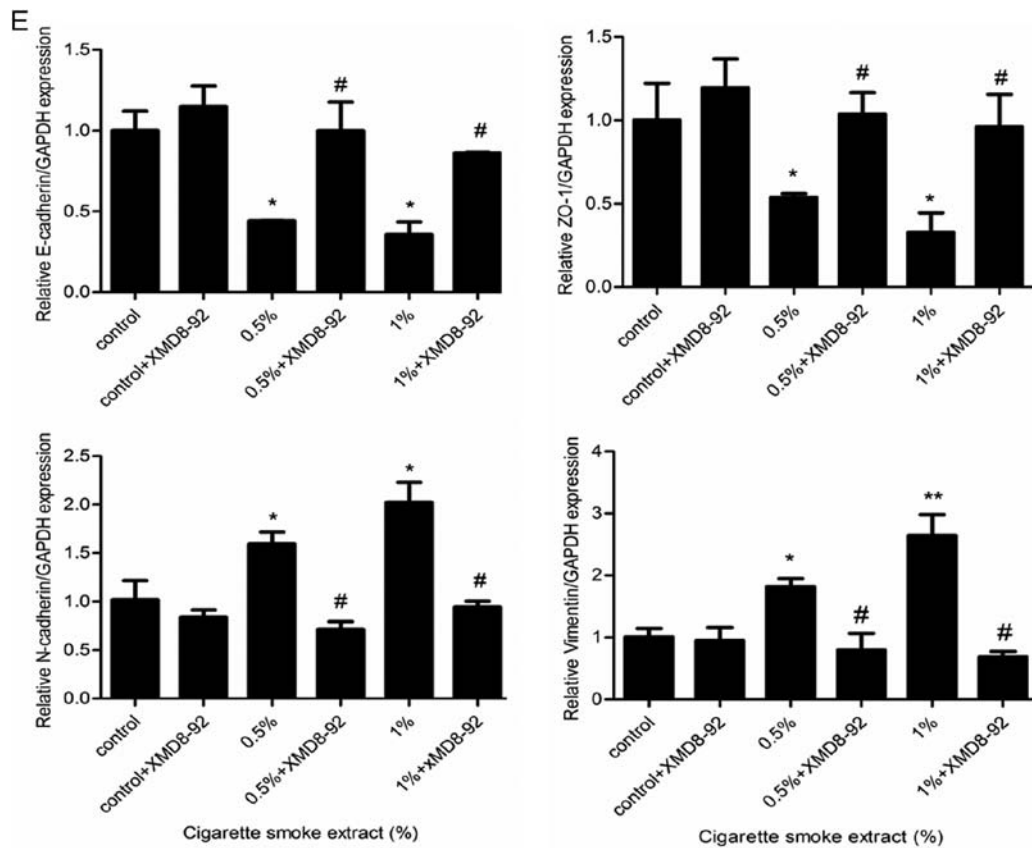 E
Relative E-cadherin/GAPDH expression
1.5
1.0
0.5
0.0
*
#
*
#
control
control+XMD8-92
0.5%
0.5%+XMD8-92
1%
1%+XMD8-92
Relative ZO-1/GAPDH expression
1.5
1.0
0.5
0.0
*
#
*
#
control
control+XMD8-92
0.5%
0.5%+XMD8-92
1%
1%+XMD8-92
Relative N-cadherin/GAPDH expression
2.5
2.0
1.5
1.0
0.5
0.0
*
#
*
#
control
control+XMD8-92
0.5%
0.5%+XMD8-92
1%
1%+xMD8-92
Cigarette smoke extract (%)
Relative Vimentin/GAPDH expression
4
3
2
1
0
*
#
**
#
control
control+XMD8-92
0.5%
0.5%+XMD8-92
1%
1%+XMD8-92
Cigarette smoke extract (%)